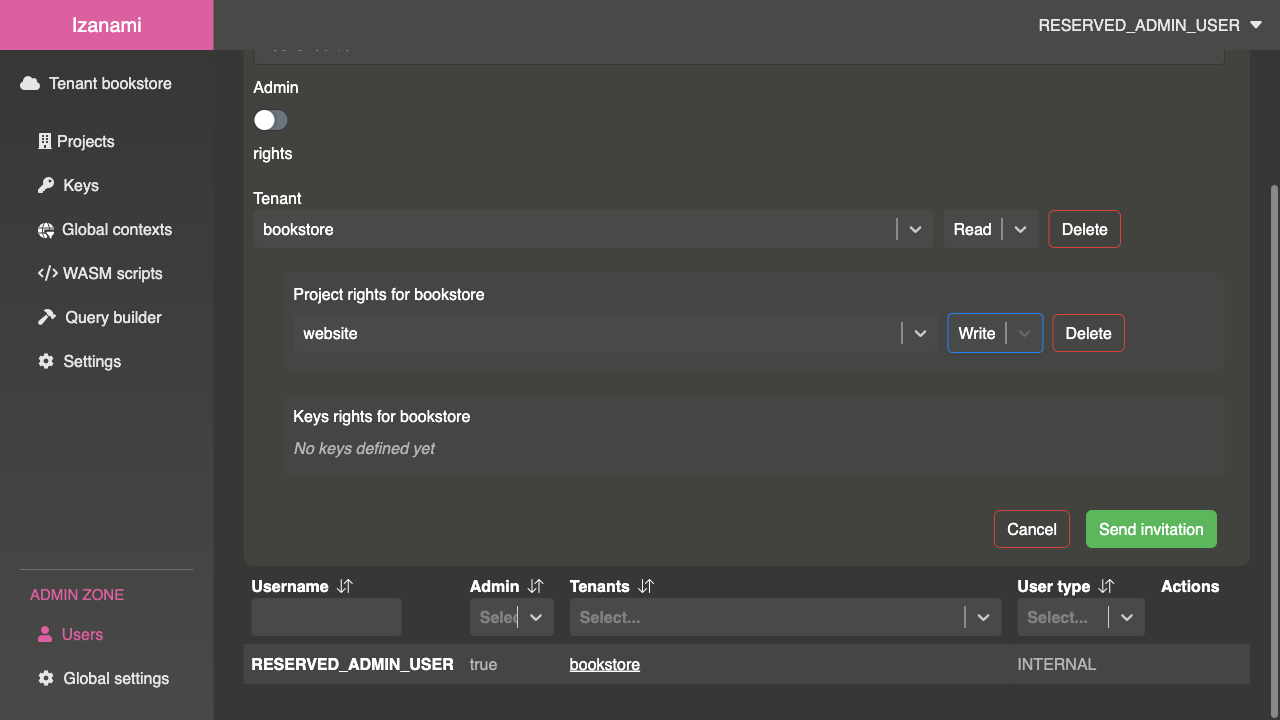 Izanami
RESERVED_ADMIN_USER
Tenant bookstore
Projects
Keys
Global contexts
WASM scripts
Query builder
Settings
ADMIN ZONE
Users
Global settings
Admin
rights
Tenant
bookstore
Read
Delete
Project rights for bookstore
website
Write
Delete
Keys rights for bookstore
No keys defined yet
Cancel
Send invitation
Username Admin Tenants User type Actions
Select... Select...
RESERVED_ADMIN_USER true bookstore INTERNAL